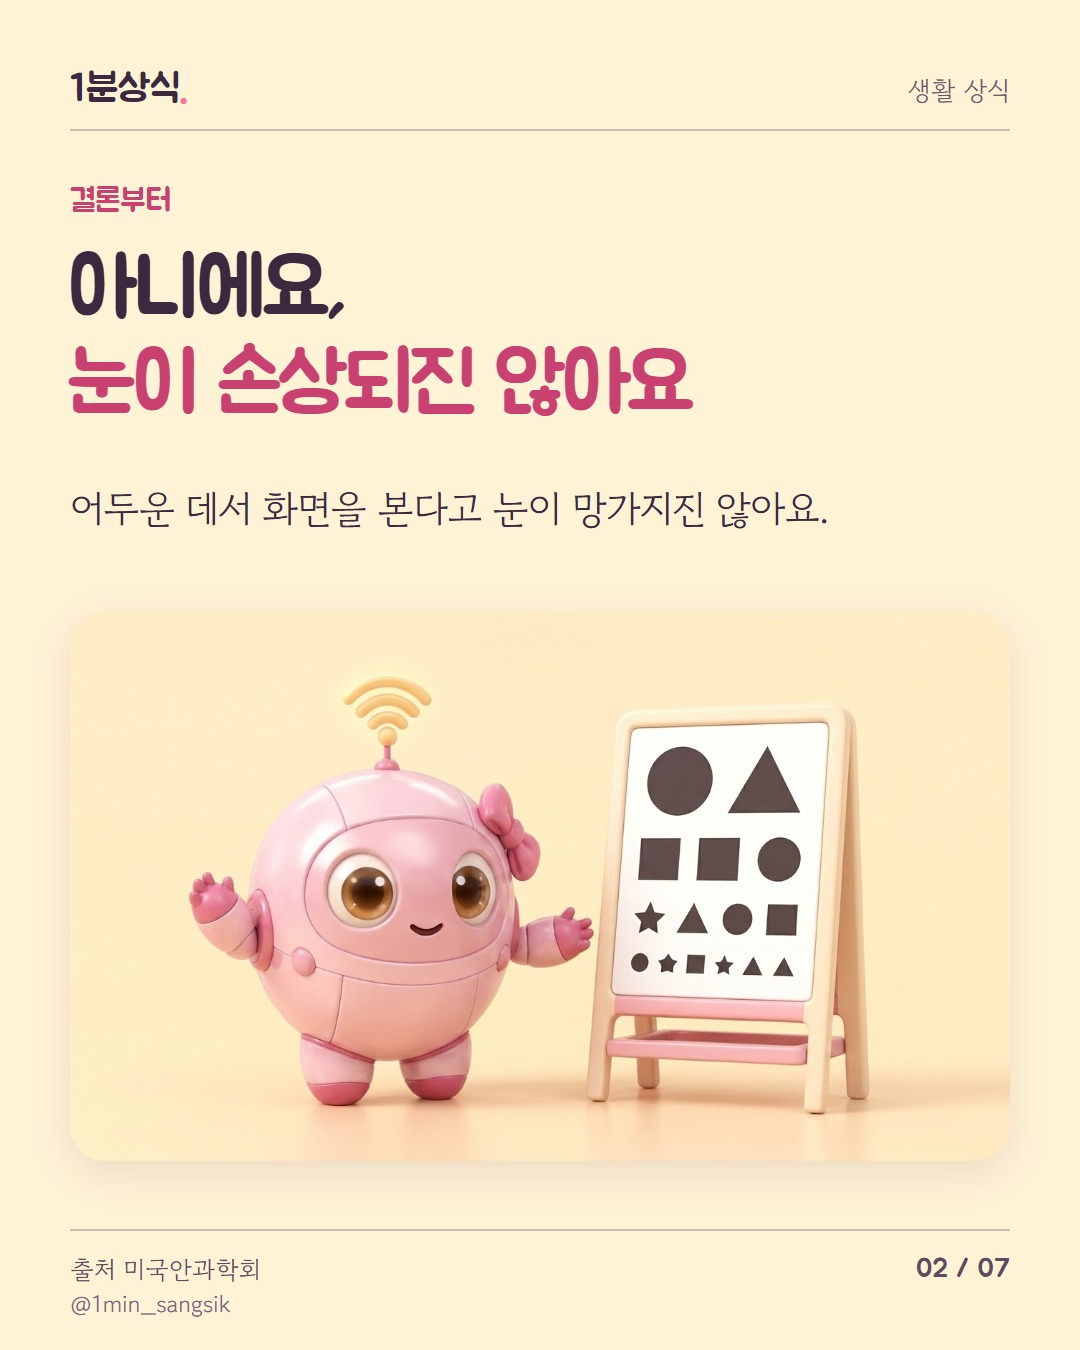 1분상식.
생활 상식
결론부터
아니에요,
눈이 손상되진 않아요
어두운 데서 화면을 본다고 눈이 망가지진 않아요.
출처 미국안과학회
02 / 07
@1min_sangsik